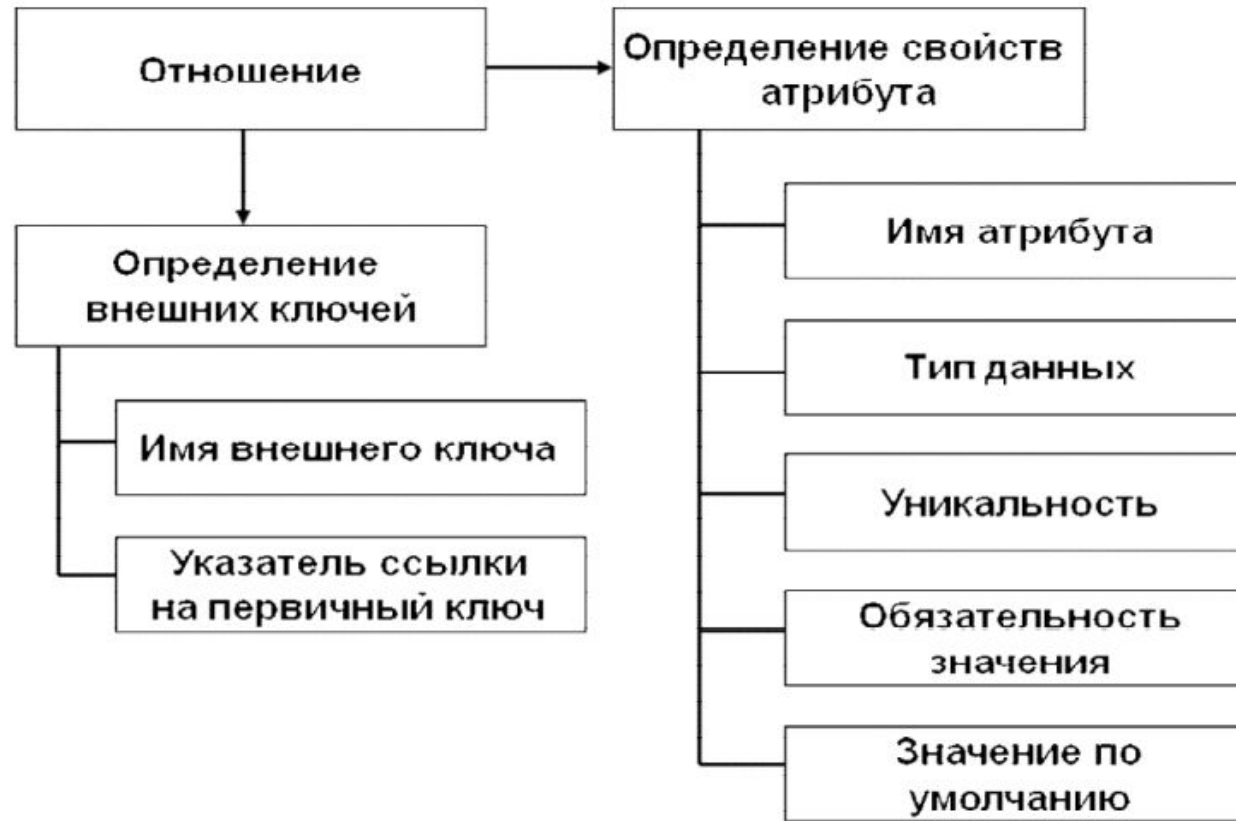 Отношение
Определение свойств
атрибута
Определение
внешних ключей
Имя внешнего ключа
Указатель ссылки
на первичный ключ
Имя атрибута
Тип данных
Уникальность
Обязательность
значения
Значение по
умолчанию